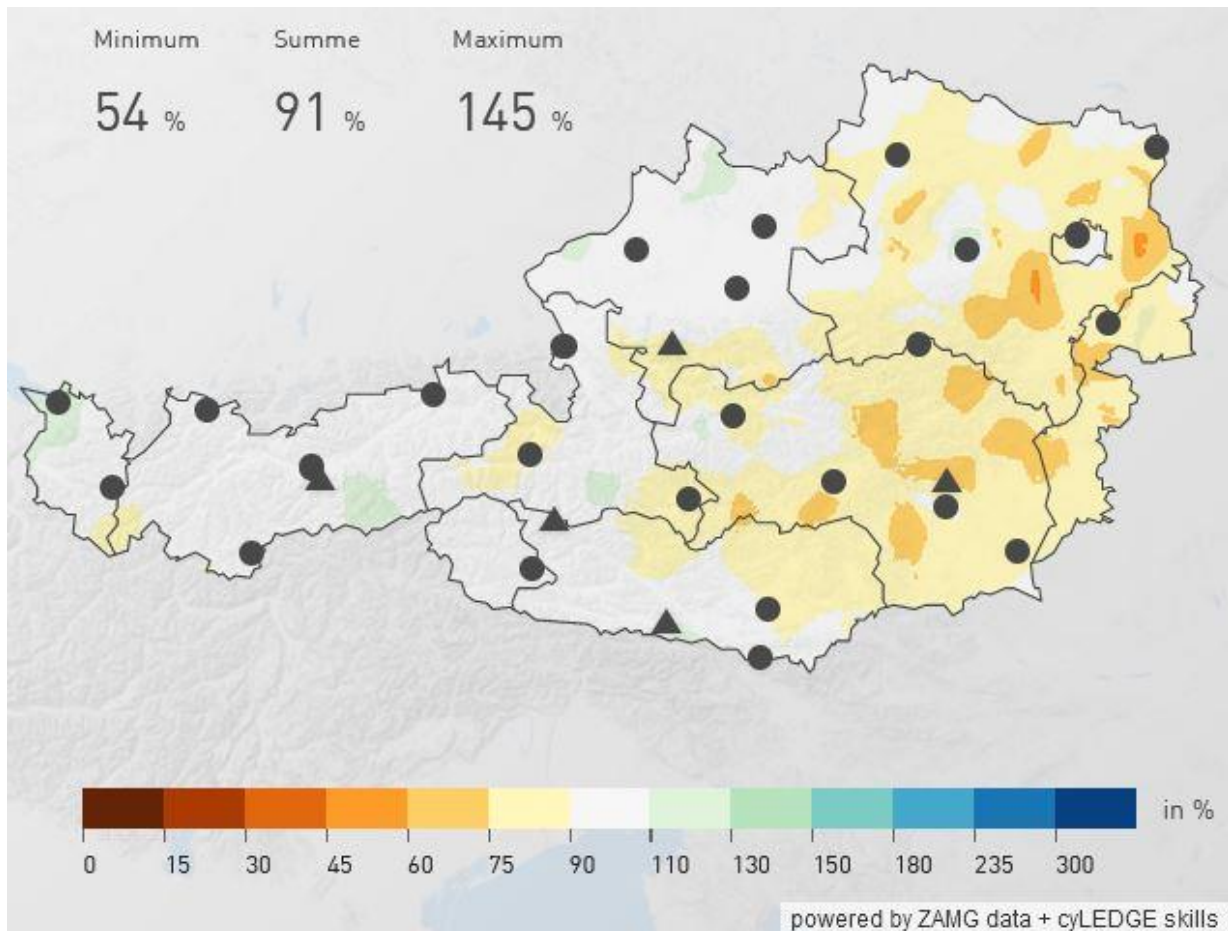 Minimum Summe Maximum
54 % 91 % 145 %
in %
0 15 30 45 60 75 90 110 130 150 180 235 300
powered by ZAMG data + cyLEDGE skills